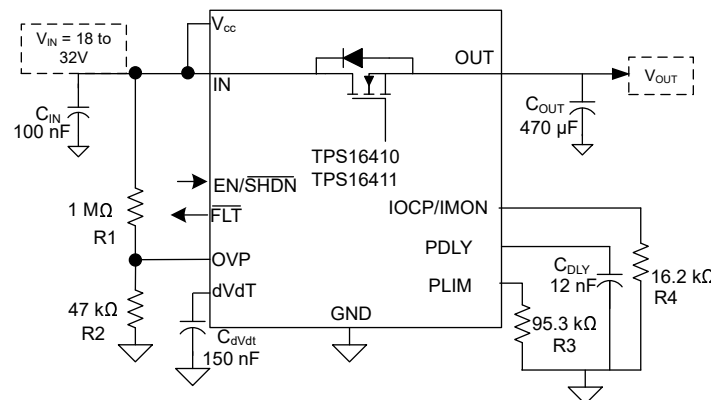 V_IN = 18 to
32V
V_cc
IN
OUT
V_OUT
C_IN
100 nF
C_OUT
470 µF
TPS16410
TPS16411
EN/SHDN
FLT
IOCP/IMON
1 MΩ
R1
OVP
PDLY
C_DLY
12 nF
16.2 kΩ
R4
dVdT
PLIM
47 kΩ
R2
GND
C_dVdt
150 nF
95.3 kΩ
R3